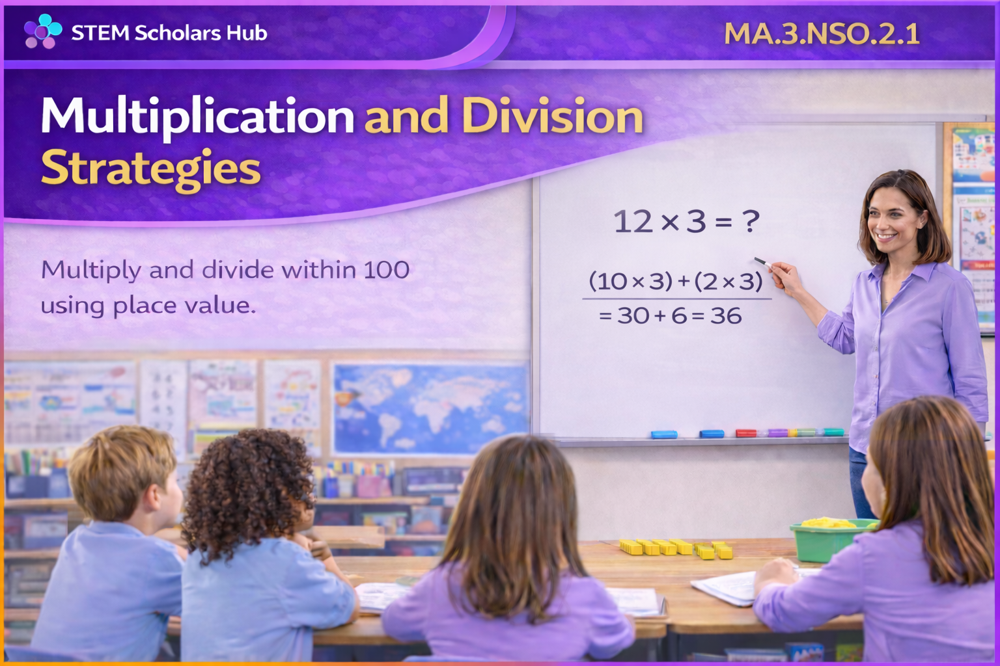 STEM Scholars Hub
MA.3.NSO.2.1
Multiplication and Division
Strategies
Multiply and divide within 100
using place value.
12 × 3 = ?
(10 × 3) + (2 × 3)
= 30 + 6 = 36